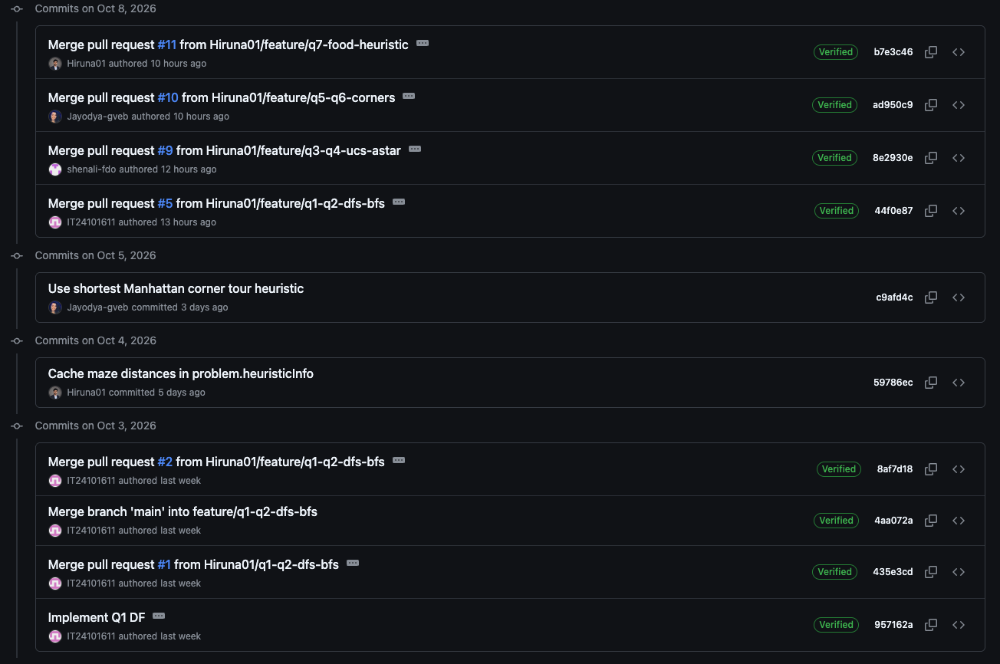 Commits on Oct 8, 2026
Merge pull request #11 from Hiruna01/feature/q7-food-heuristic
Hiruna01 authored 10 hours ago
Verified
b7e3c46
Merge pull request #10 from Hiruna01/feature/q5-q6-corners
Jayodya-gveb authored 10 hours ago
Verified
ad950c9
Merge pull request #9 from Hiruna01/feature/q3-q4-ucs-astar
shenali-fdo authored 12 hours ago
Verified
8e2930e
Merge pull request #5 from Hiruna01/feature/q1-q2-dfs-bfs
IT24101611 authored 13 hours ago
Verified
44f0e87
Commits on Oct 5, 2026
Use shortest Manhattan corner tour heuristic
Jayodya-gveb committed 3 days ago
c9afd4c
Commits on Oct 4, 2026
Cache maze distances in problem.heuristicInfo
Hiruna01 committed 5 days ago
59786ec
Commits on Oct 3, 2026
Merge pull request #2 from Hiruna01/feature/q1-q2-dfs-bfs
IT24101611 authored last week
Verified
8af7d18
Merge branch 'main' into feature/q1-q2-dfs-bfs
IT24101611 authored last week
Verified
4aa072a
Merge pull request #1 from Hiruna01/q1-q2-dfs-bfs
IT24101611 authored last week
Verified
435e3cd
Implement Q1 DF
IT24101611 authored last week
Verified
957162a